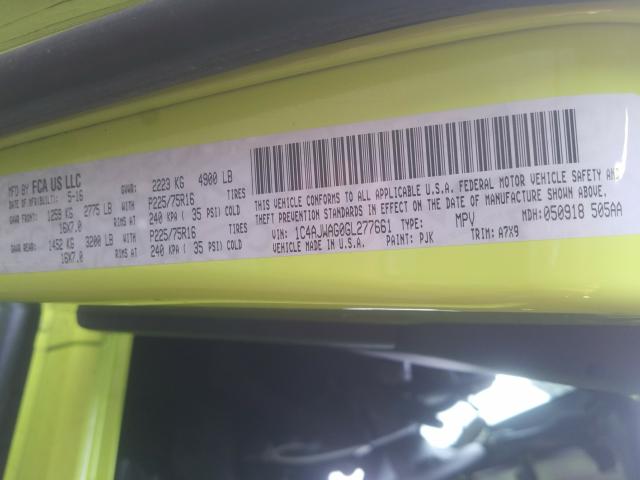 MFD BY FCA US LLC
DATE OF MFR(BUILT): 5-16 GVWR: 2223 KG 4900 LB
GAWR FRONT: 1259 KG 2775 LB WITH TIRES P225/75R16
16X7.0 RIMS AT 240 KPA ( 35 PSI) COLD
GAWR REAR: 1452 KG 3200 LB WITH TIRES P225/75R16
16X7.0 RIMS AT 240 KPA ( 35 PSI) COLD
THIS VEHICLE CONFORMS TO ALL APPLICABLE U.S.A. FEDERAL MOTOR VEHICLE SAFETY AND
THEFT PREVENTION STANDARDS IN EFFECT ON THE DATE OF MANUFACTURE SHOWN ABOVE.
VIN: 1C4AJWAG0GL277661 TYPE: MPV MDH: 050918 505AA
VEHICLE MADE IN: U.S.A. PAINT: PJK TRIM: A7X9